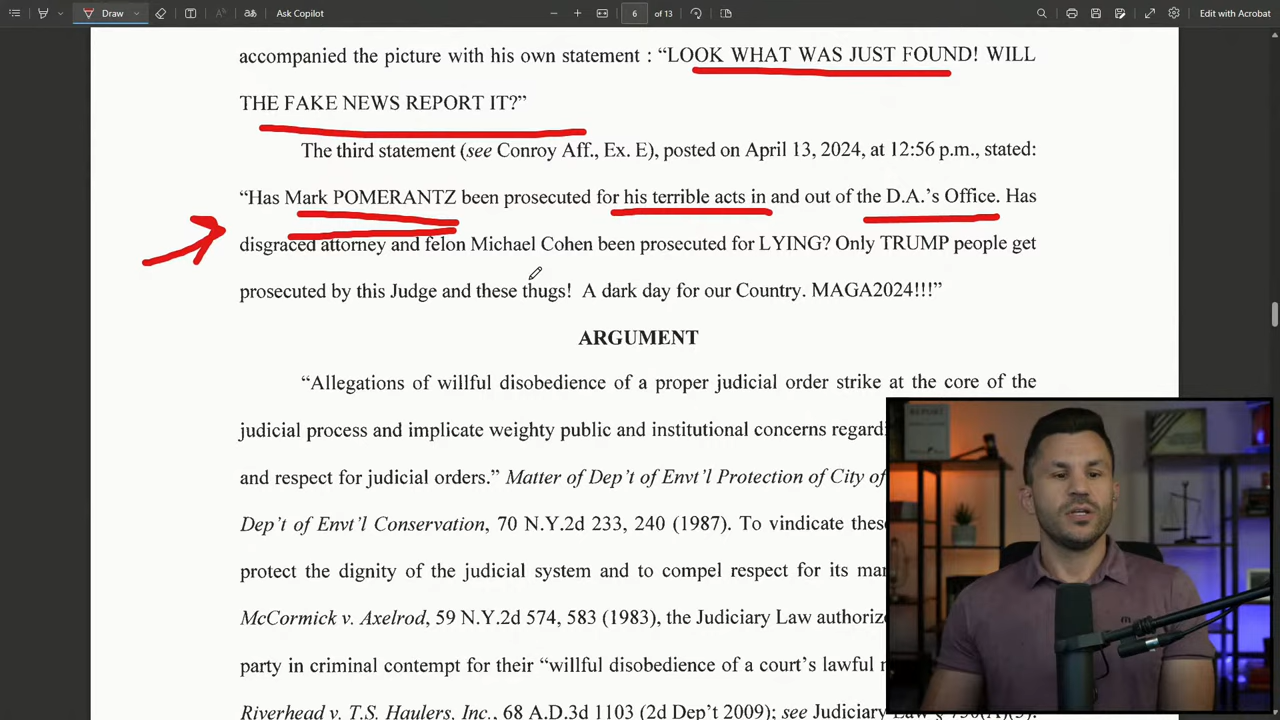 Draw
Ask Copilot
6 of 13
Edit with Acrobat
accompanied the picture with his own statement : “LOOK WHAT WAS JUST FOUND! WILL
THE FAKE NEWS REPORT IT?”
The third statement (see Conroy Aff., Ex. E), posted on April 13, 2024, at 12:56 p.m., stated:
“Has Mark POMERANTZ been prosecuted for his terrible acts in and out of the D.A.’s Office. Has
disgraced attorney and felon Michael Cohen been prosecuted for LYING? Only TRUMP people get
prosecuted by this Judge and these thugs!  A dark day for our Country. MAGA2024!!!”
ARGUMENT
“Allegations of willful disobedience of a proper judicial order strike at the core of the
judicial process and implicate weighty public and institutional concerns regardi
and respect for judicial orders.” Matter of Dep’t of Envt’l Protection of City of
Dep’t of Envt’l Conservation, 70 N.Y.2d 233, 240 (1987). To vindicate these
protect the dignity of the judicial system and to compel respect for its ma
McCormick v. Axelrod, 59 N.Y.2d 574, 583 (1983), the Judiciary Law authoriz
party in criminal contempt for their “willful disobedience of a court’s lawful
Riverhead v. T.S. Haulers, Inc., 68 A.D.3d 1103 (2d Dep’t 2009); see Judiciary Law § 750(A)(3).
REPORT